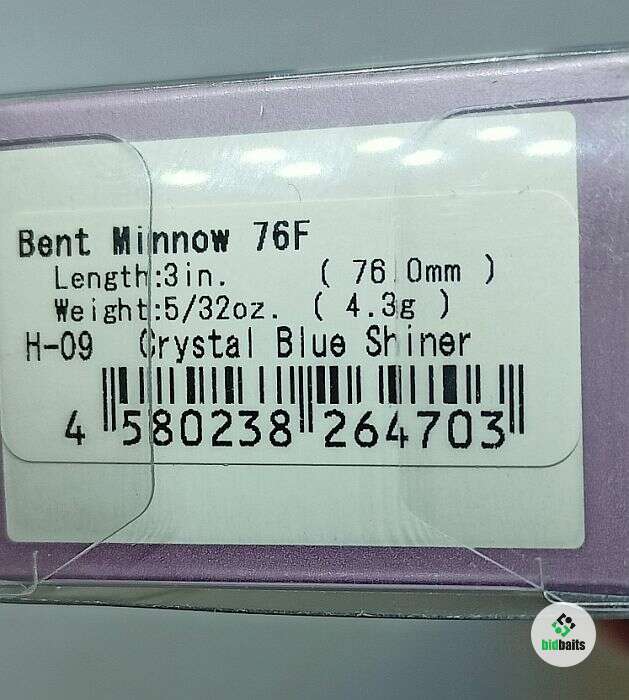 Bent Minnow 76F
Length:3in. ( 76.0mm )
Weight:5/32oz. ( 4.3g )
H-09 Crystal Blue Shiner
4 580238 264703
bidbaits